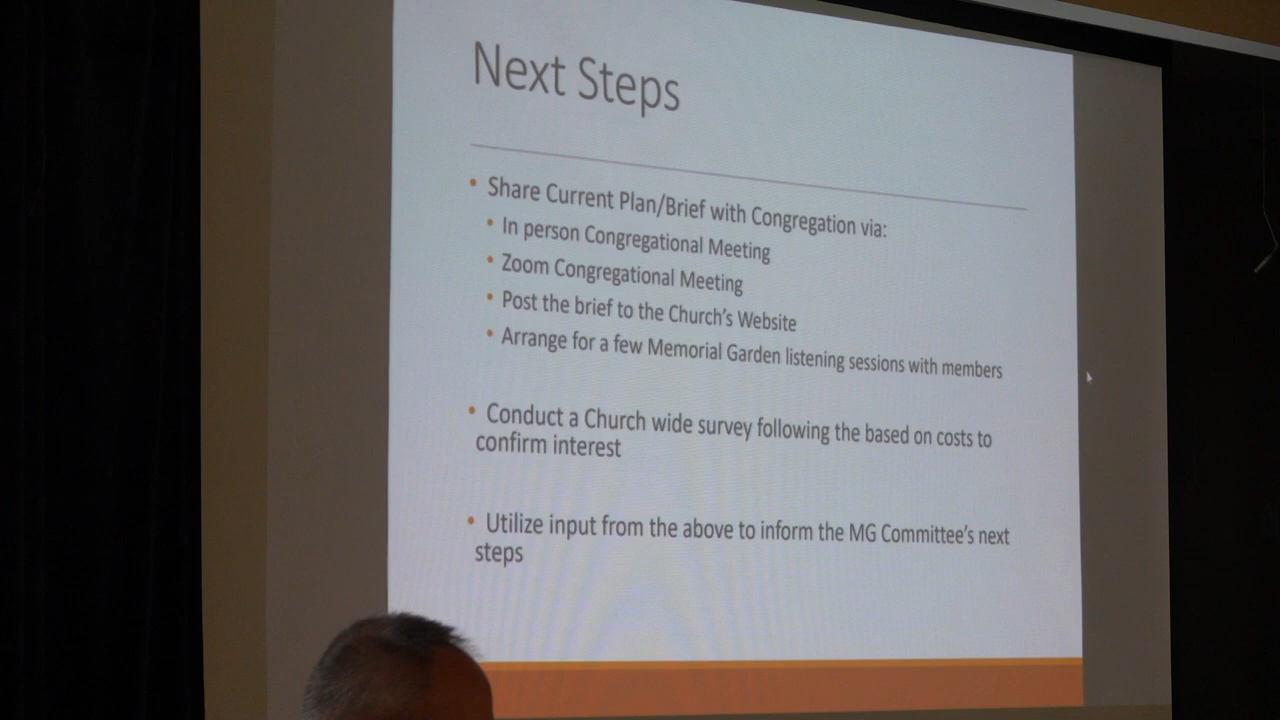 Next Steps
• Share Current Plan/Brief with Congregation via:
• In person Congregational Meeting
• Zoom Congregational Meeting
• Post the brief to the Church's Website
• Arrange for a few Memorial Garden listening sessions with members
• Conduct a Church wide survey following the based on costs to
confirm interest
• Utilize input from the above to inform the MG Committee's next
steps